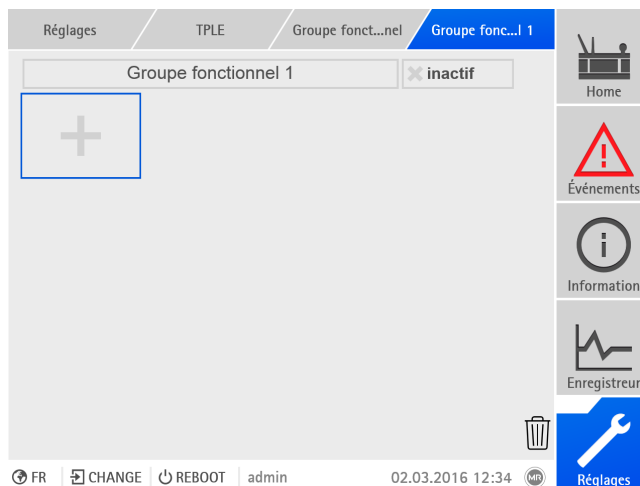 Réglages
TPLE
Groupe fonct...nel
Groupe fonc...l 1
Groupe fonctionnel 1
inactif
Home
Événements
Information
Enregistreur
Réglages
FR
CHANGE
REBOOT
admin
02.03.2016 12:34
MR